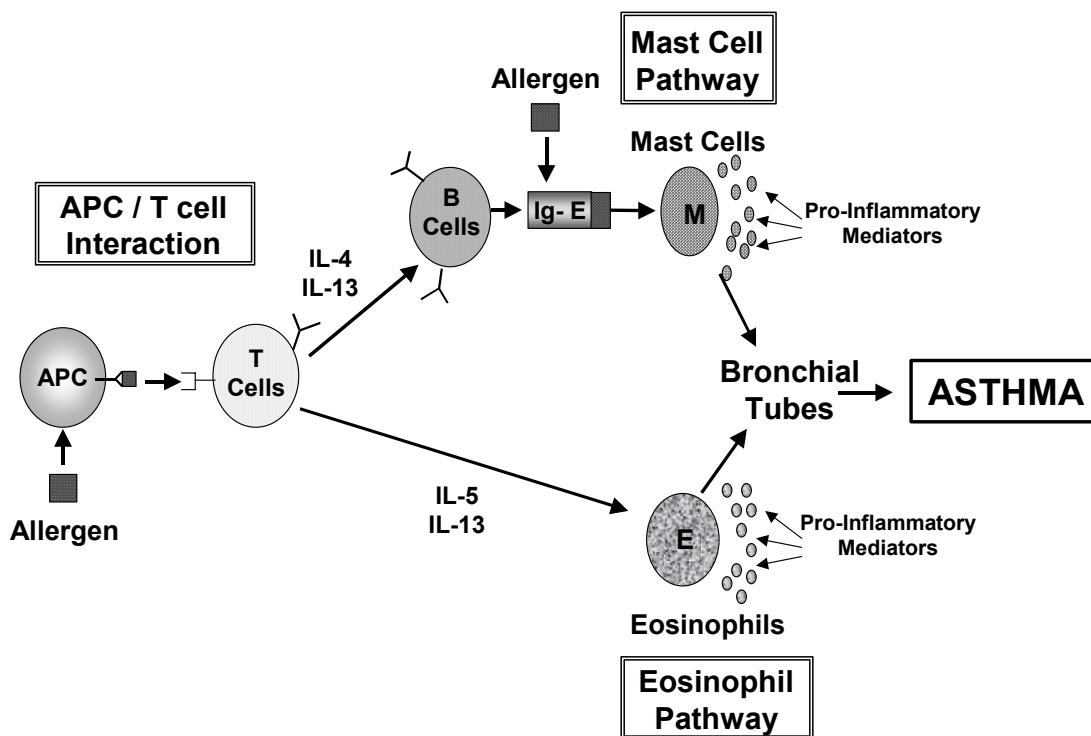 Mast Cell
Pathway
Allergen
Mast Cells
APC / T cell
Interaction
B
Cells
Ig- E
M
Pro-Inflammatory
Mediators
IL-4
IL-13
APC
T
Cells
Bronchial
Tubes
ASTHMA
Allergen
IL-5
IL-13
E
Pro-Inflammatory
Mediators
Eosinophils
Eosinophil
Pathway